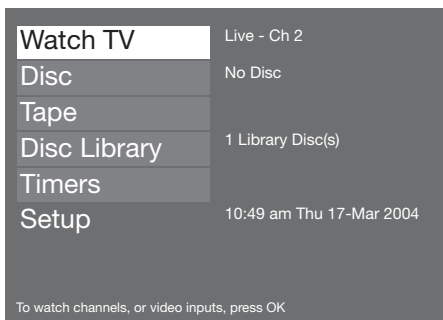 Watch TV
Live - Ch 2
Disc
No Disc
Tape
Disc Library
1 Library Disc(s)
Timers
Setup
10:49 am Thu 17-Mar 2004
To watch channels, or video inputs, press OK